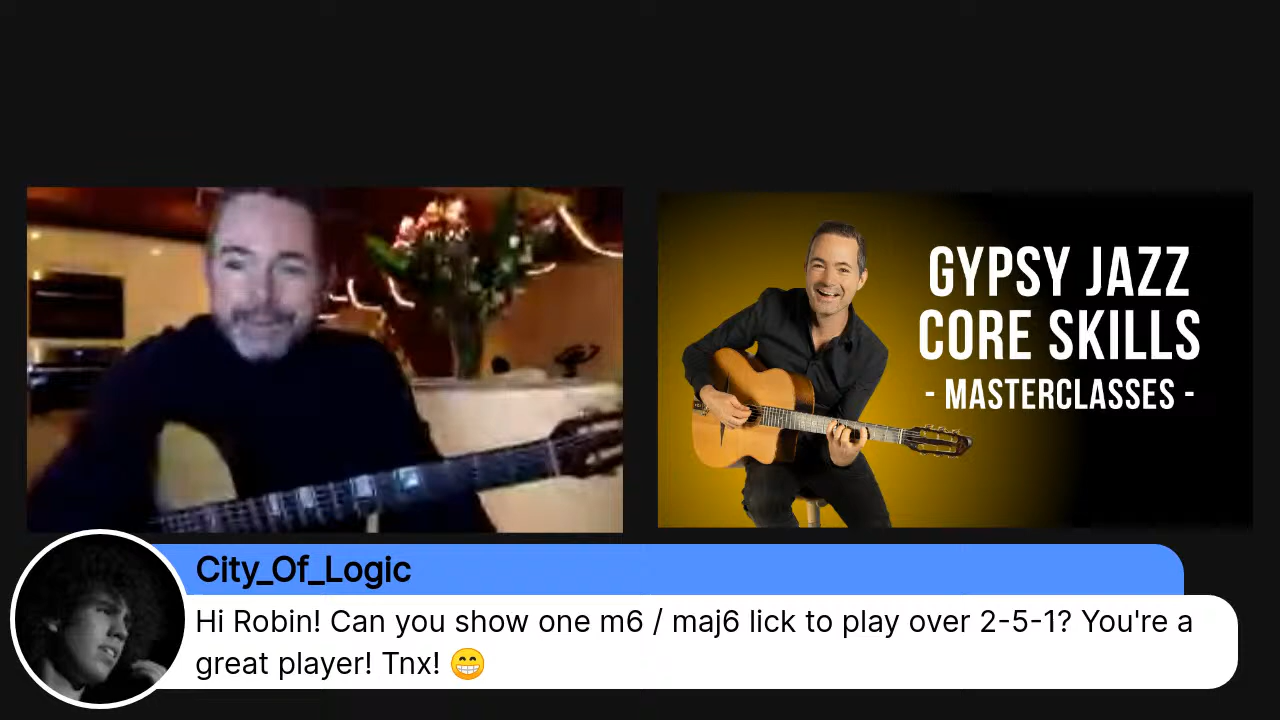 GYPSY JAZZ
CORE SKILLS
- MASTERCLASSES -
City_Of_Logic
Hi Robin! Can you show one m6 / maj6 lick to play over 2-5-1? You're a
great player! Tnx! 😁